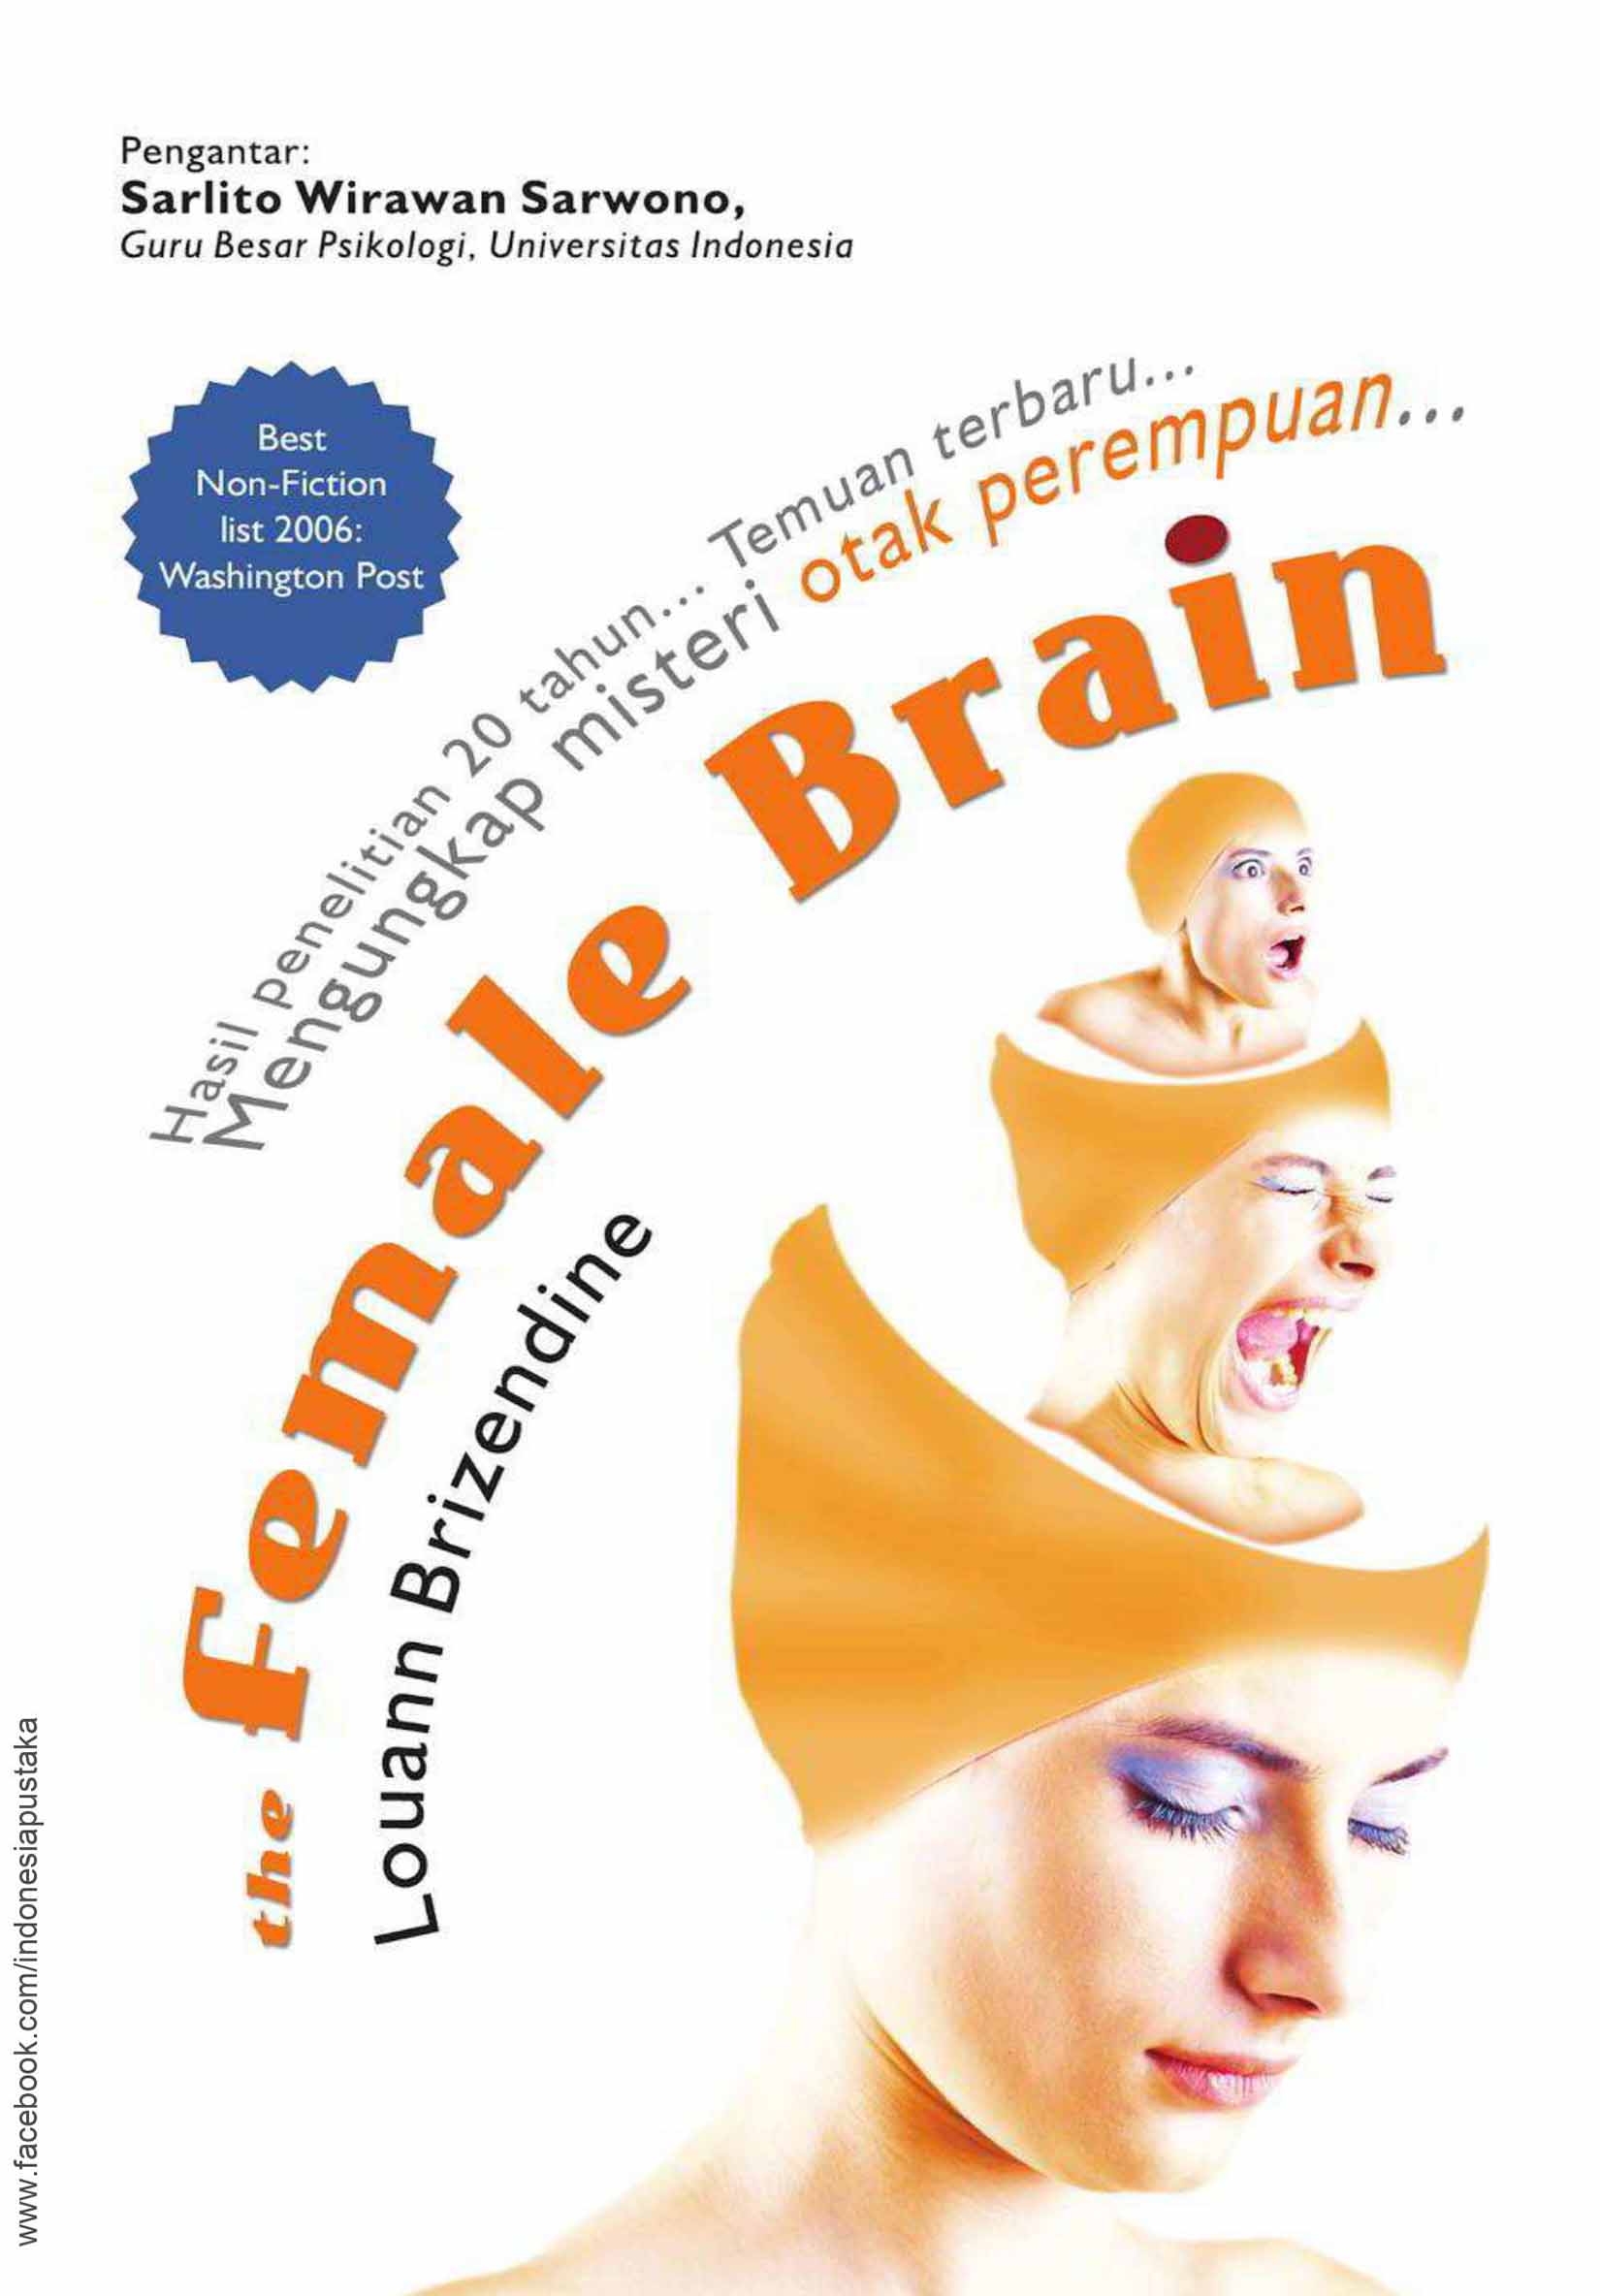 Pengantar:
Sarlito Wirawan Sarwono,
Guru Besar Psikologi, Universitas Indonesia
Best
Non-Fiction
list 2006:
Washington Post
Hasil penelitian 20 tahun... Temuan terbaru...
Mengungkap misteri otak perempuan...
the Female Brain
Louann Brizendine
www.facebook.com/indonesiapustaka